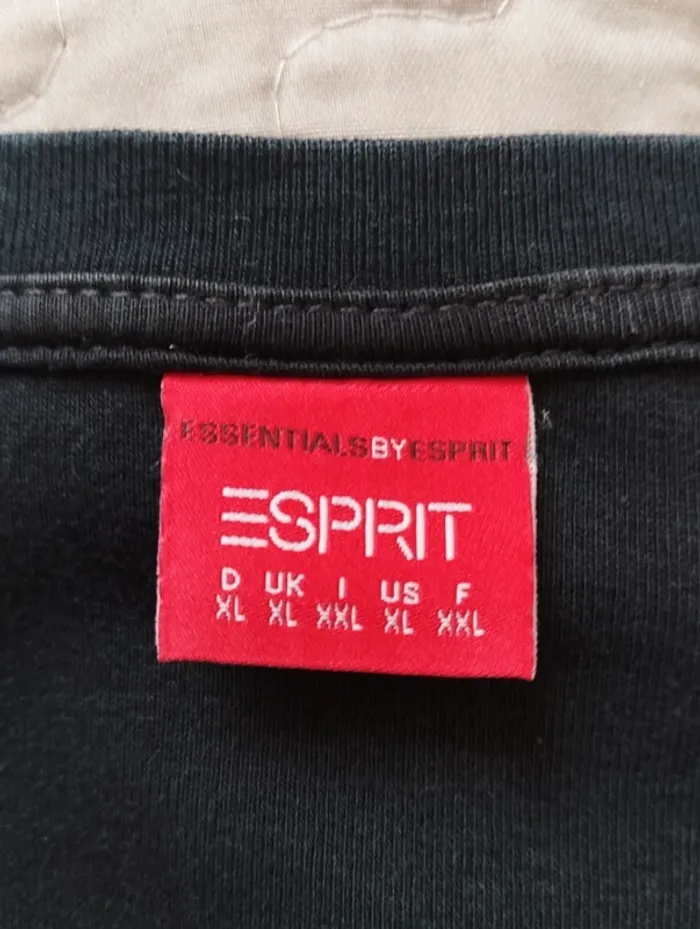 ESSENTIALSBYESPRIT
ESPRIT
D UK I US F
XL XL XXL XL XXL